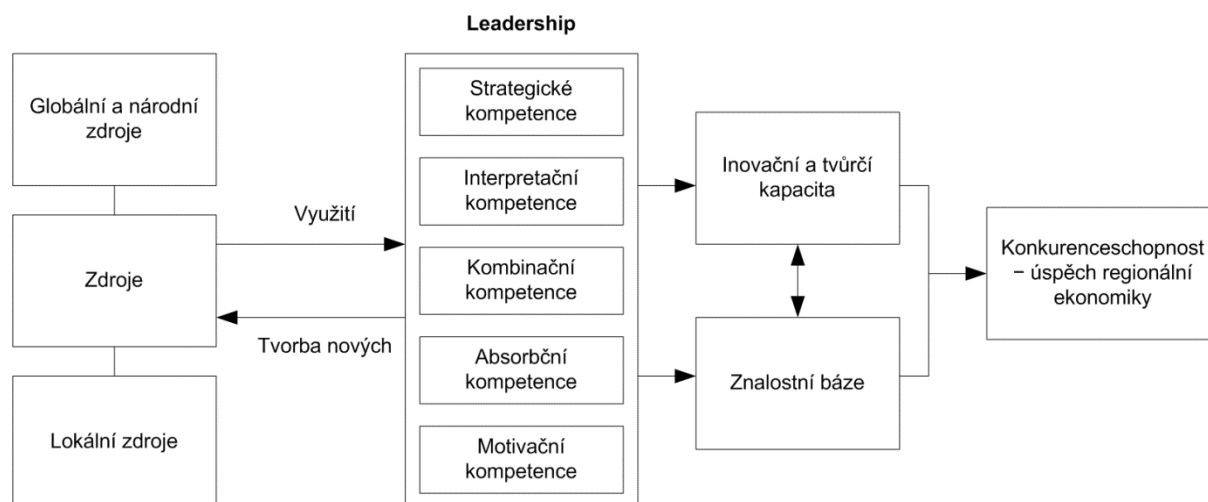 Leadership
Globální a národní
zdroje
Zdroje
Lokální zdroje
Využití
Tvorba nových
Strategické
kompetence
Interpretační
kompetence
Kombinační
kompetence
Absorbční
kompetence
Motivační
kompetence
Inovační a tvůrčí
kapacita
Znalostní báze
Konkurenceschopnost
− úspěch regionální
ekonomiky